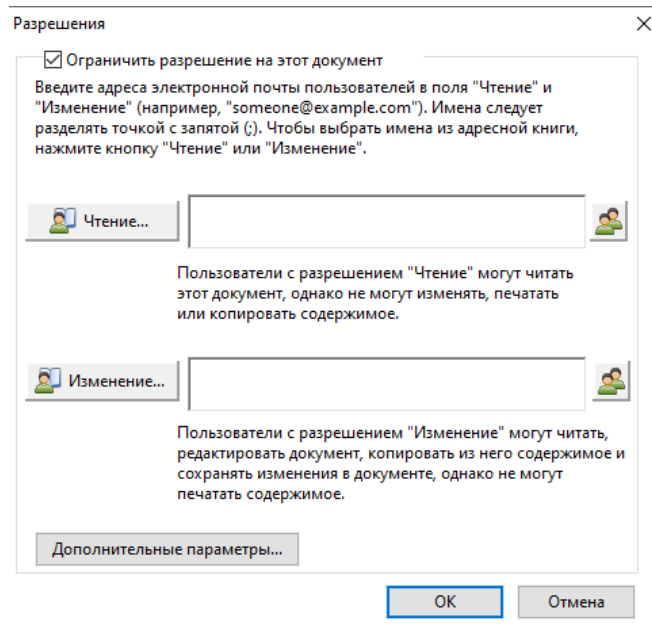 Разрешения
Ограничить разрешение на этот документ
Введите адреса электронной почты пользователей в поля "Чтение" и
"Изменение" (например, "someone@example.com"). Имена следует
разделять точкой с запятой (;). Чтобы выбрать имена из адресной книги,
нажмите кнопку "Чтение" или "Изменение".
Чтение...
Пользователи с разрешением "Чтение" могут читать
этот документ, однако не могут изменять, печатать
или копировать содержимое.
Изменение...
Пользователи с разрешением "Изменение" могут читать,
редактировать документ, копировать из него содержимое и
сохранять изменения в документе, однако не могут
печатать содержимое.
Дополнительные параметры...
ОК
Отмена